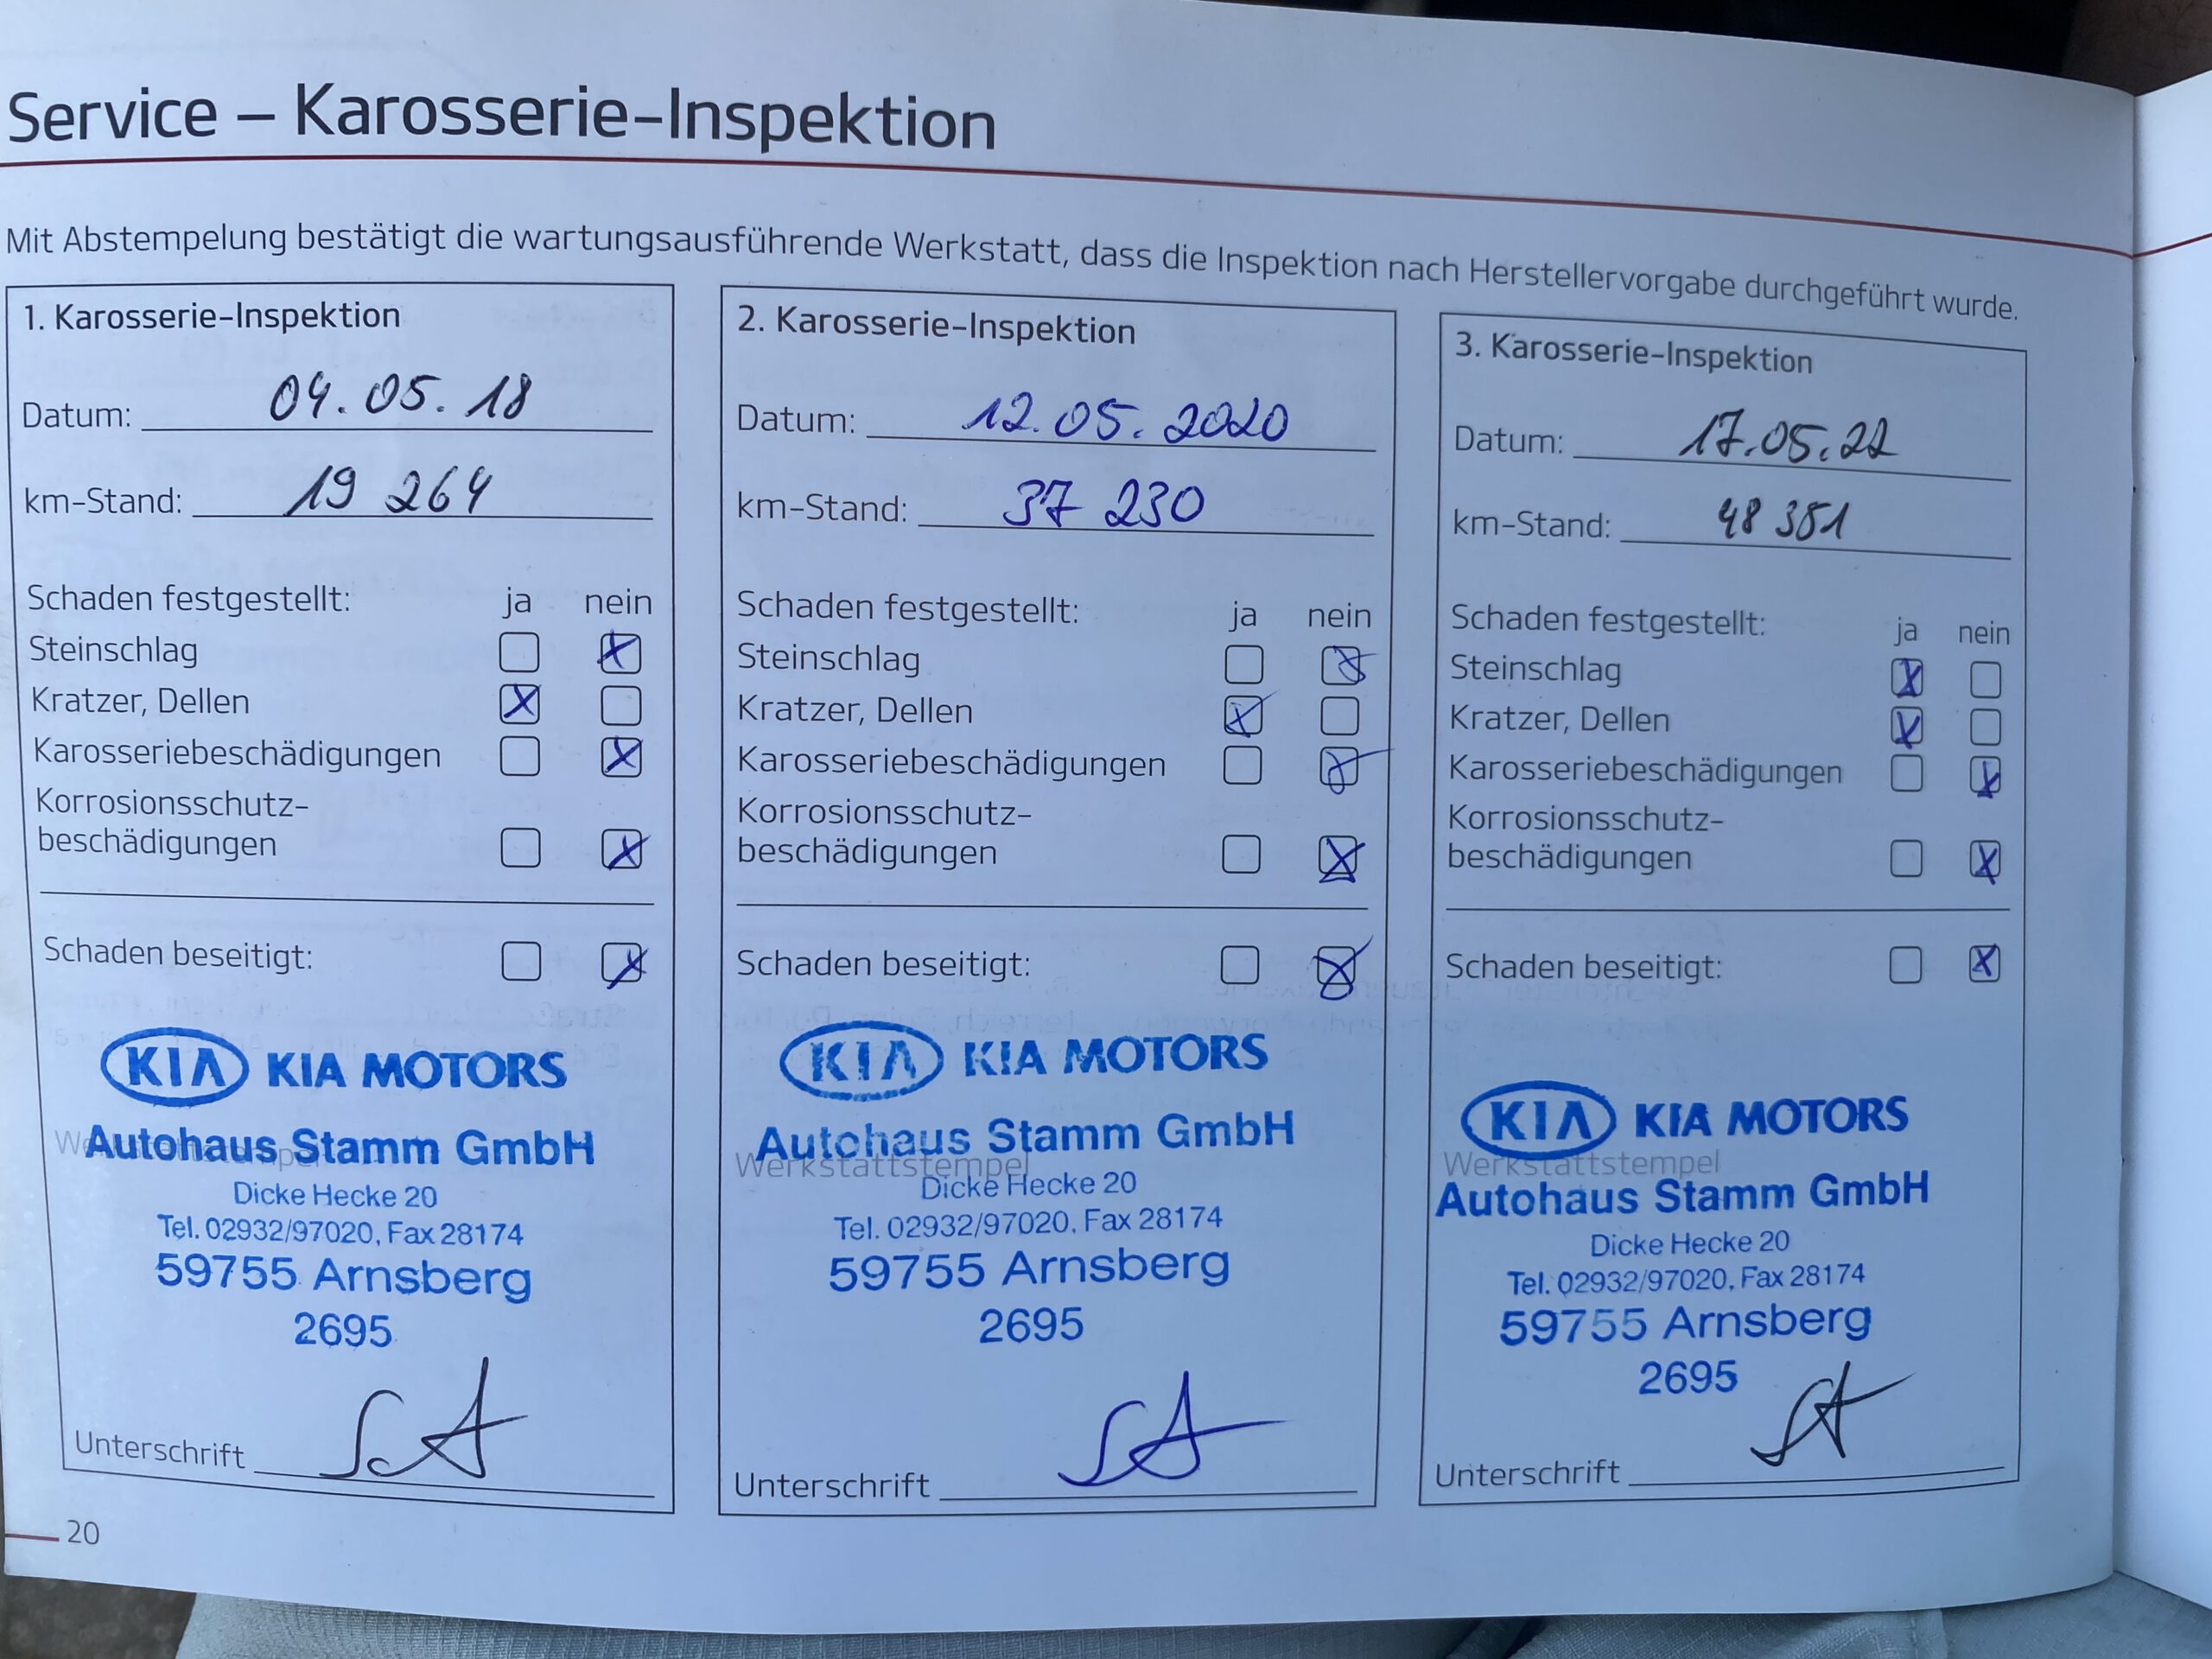 Service – Karosserie-Inspektion
Mit Abstempelung bestätigt die wartungsausführende Werkstatt, dass die Inspektion nach Herstellervorgabe durchgeführt wurde.
1. Karosserie-Inspektion
Datum: 04.05.18
km-Stand: 19 264
Schaden festgestellt: ja nein
Steinschlag
Kratzer, Dellen
Karosseriebeschädigungen
Korrosionsschutz-
beschädigungen
Schaden beseitigt:
KIA KIA MOTORS
Autohaus Stamm GmbH
Dicke Hecke 20
Tel. 02932/97020, Fax 28174
59755 Arnsberg
2695
Unterschrift
2. Karosserie-Inspektion
Datum: 12.05.2020
km-Stand: 37 230
Schaden festgestellt: ja nein
Steinschlag
Kratzer, Dellen
Karosseriebeschädigungen
Korrosionsschutz-
beschädigungen
Schaden beseitigt:
KIA KIA MOTORS
Autohaus Stamm GmbH
Werkstattstempel
Dicke Hecke 20
Tel. 02932/97020, Fax 28174
59755 Arnsberg
2695
Unterschrift
3. Karosserie-Inspektion
Datum: 17.05.22
km-Stand: 48 381
Schaden festgestellt: ja nein
Steinschlag
Kratzer, Dellen
Karosseriebeschädigungen
Korrosionsschutz-
beschädigungen
Schaden beseitigt:
KIA KIA MOTORS
Werkstattstempel
Autohaus Stamm GmbH
Dicke Hecke 20
Tel. 02932/97020, Fax 28174
59755 Arnsberg
2695
Unterschrift
20